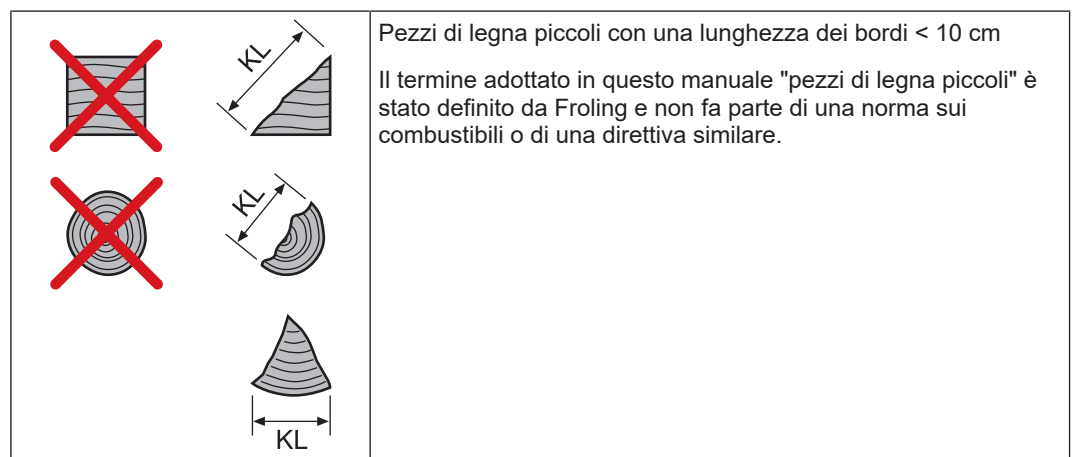 KL
KL
KL
Pezzi di legna piccoli con una lunghezza dei bordi < 10 cm
Il termine adottato in questo manuale "pezzi di legna piccoli" è
stato definito da Froling e non fa parte di una norma sui
combustibili o di una direttiva similare.